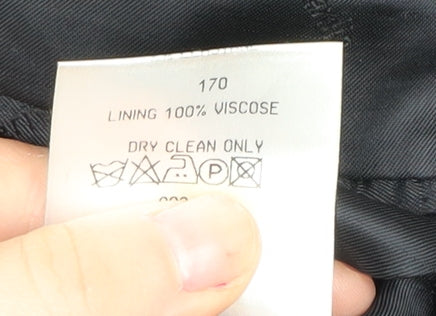 170
LINING 100% VISCOSE
DRY CLEAN ONLY
P